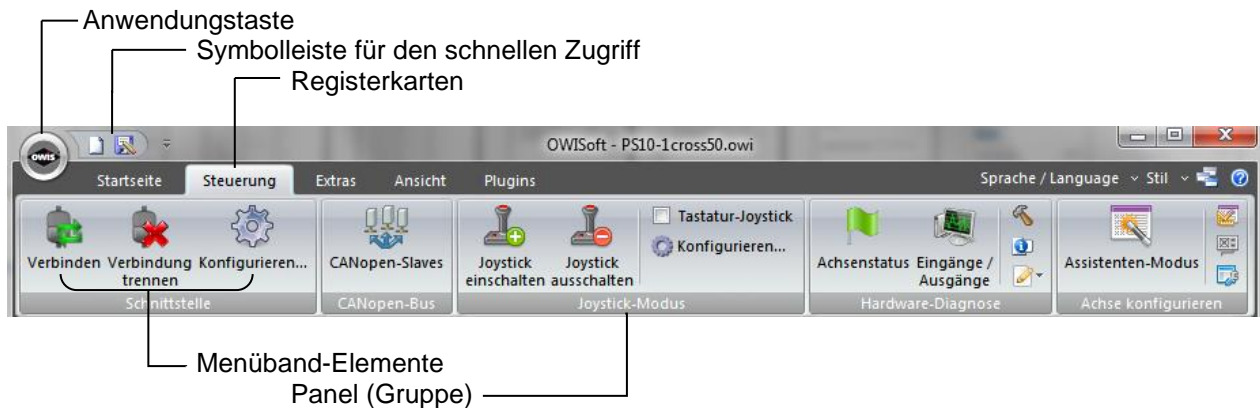 Anwendungstaste
Symbolleiste für den schnellen Zugriff
Registerkarten
OWISoft - PS10-1cross50.owi
OWIS
Startseite Steuerung Extras Ansicht Plugins Sprache / Language Stil
Verbinden Verbindung trennen Konfigurieren... CANopen-Slaves Joystick einschalten Joystick ausschalten Tastatur-Joystick Konfigurieren... Achsenstatus Eingänge / Ausgänge Assistenten-Modus
Schnittstelle CANopen-Bus Joystick-Modus Hardware-Diagnose Achse konfigurieren
Menüband-Elemente
Panel (Gruppe)